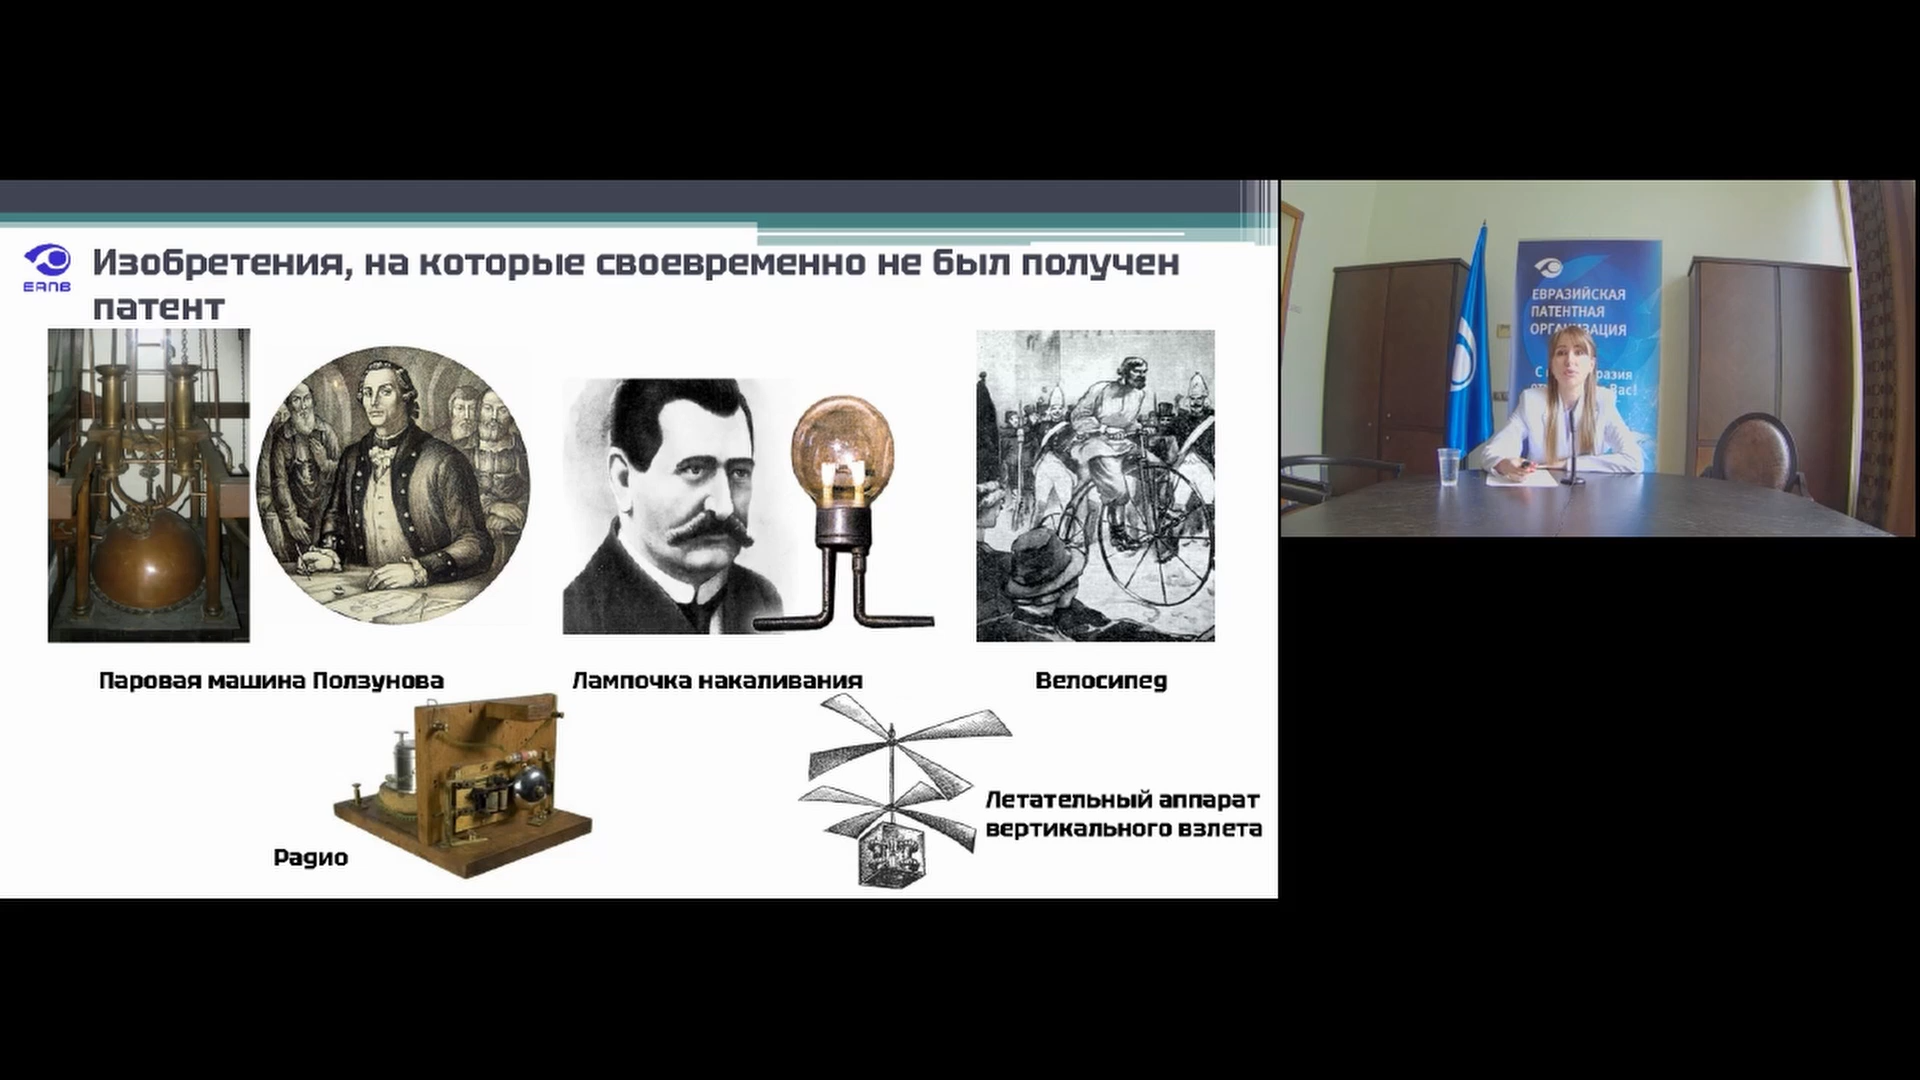 Изобретения, на которые своевременно не был получен
патент
ЕАПВ
Паровая машина Ползунова
Лампочка накаливания
Велосипед
Радио
Летательный аппарат
вертикального взлета
ЕВРАЗИЙСКАЯ
ПАТЕНТНАЯ
ОРГАНИЗАЦИЯ